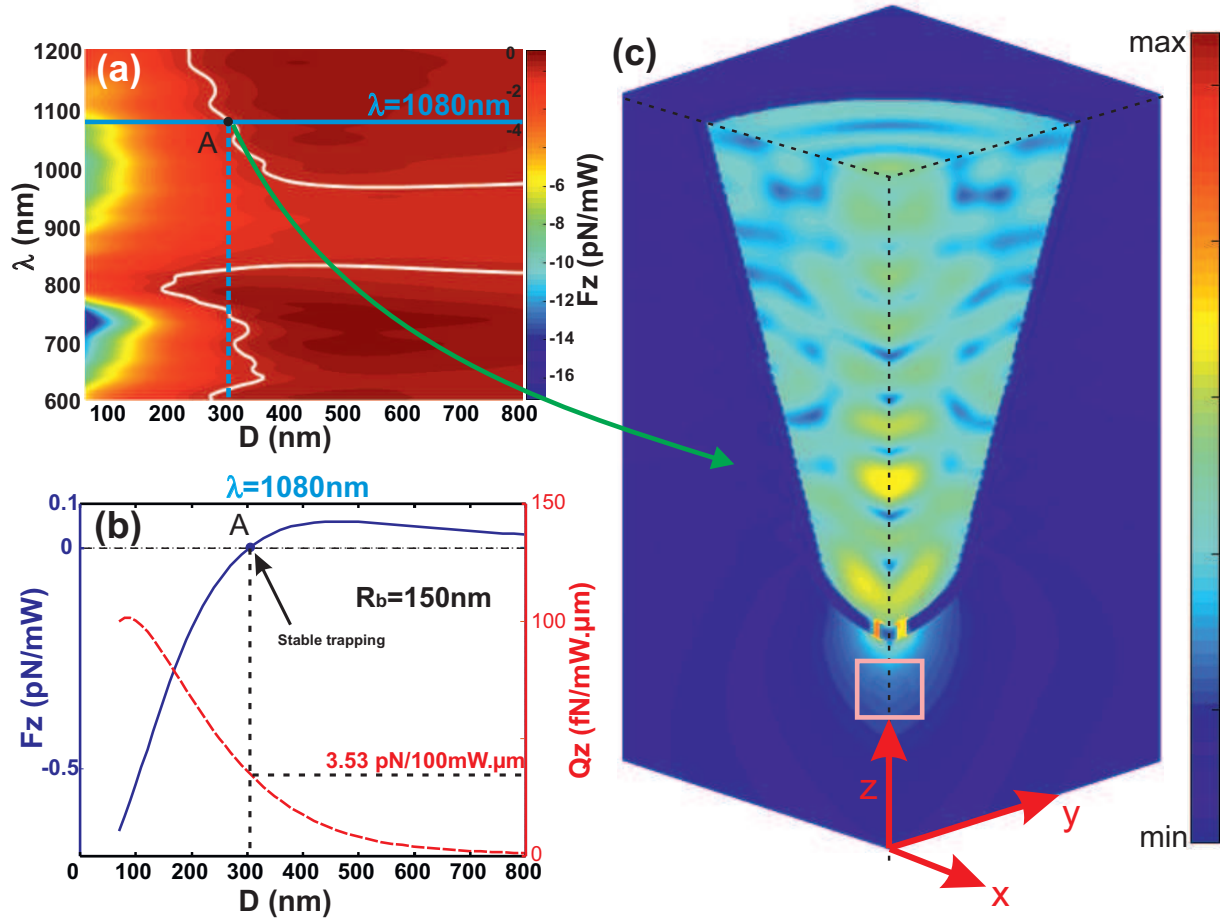 (a)
λ=1080nm
A
1200
1100
1000
900
800
700
600
λ (nm)
100 200 300 400 500 600 700 800
D (nm)
0
-2
-4
-6
-8
-10
-12
-14
-16
Fz (pN/mW)
λ=1080nm
(b)
A
0.1
0
-0.5
Fz (pN/mW)
Rb=150nm
Stable trapping
3.53 pN/100mW.µm
150
100
0
Qz (fN/mW.µm)
0 100 200 300 400 500 600 700 800
D (nm)
(c)
max
min
z
y
x